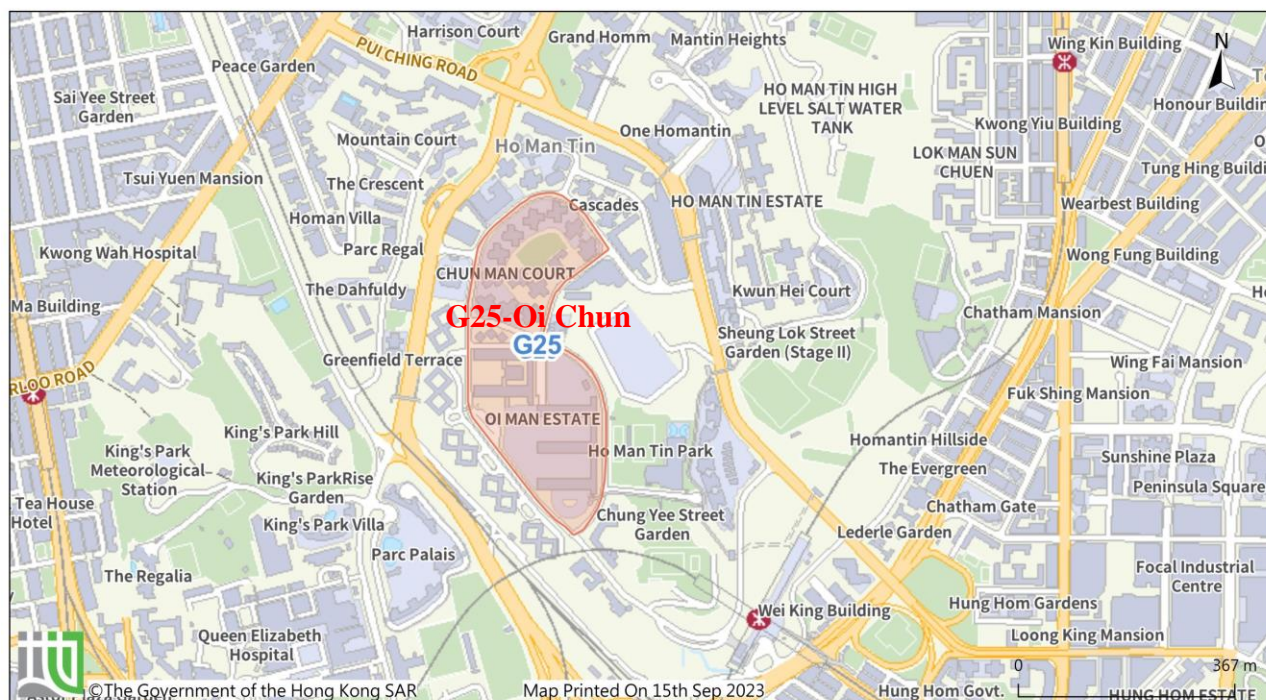 Harrison Court
Grand Homm
Mantin Heights
Wing Kin Building
N
PUI CHING ROAD
Peace Garden
Sai Yee Street
Garden
HO MAN TIN HIGH
LEVEL SALT WATER
TANK
Honour Building
Kwong Yiu Building
One Homantin
Mountain Court
Ho Man Tin
LOK MAN SUN
CHUEN
Tung Hing Buildi
Tsui Yuen Mansion
The Crescent
Cascades
HO MAN TIN ESTATE
Wearbest Building
Homan Villa
Kwong Wah Hospital
Parc Regal
Wong Fung Building
CHUN MAN COURT
The Dahfuldy
Kwun Hei Court
Ma Building
G25-Oi Chun
Chatham Mansion
G25
Sheung Lok Street
Garden (Stage II)
Greenfield Terrace
Wing Fai Mansion
RLOO ROAD
Fuk Shing Mansion
OI MAN ESTATE
King's Park Hill
Homantin Hillside
King's Park
Meteorological
Station
Ho Man Tin Park
The Evergreen
Sunshine Plaza
King's ParkRise
Garden
Peninsula Square
Tea House
Hotel
Chung Yee Street
Garden
Chatham Gate
King's Park Villa
Lederle Garden
Parc Palais
The Regalia
Focal Industrial
Centre
Wei King Building
Hung Hom Gardens
Queen Elizabeth
Hospital
Loong King Mansion
0
367 m
©The Government of the Hong Kong SAR
Map Printed On 15th Sep 2023
Hung Hom Govt.
HUNG HOM ESTATE